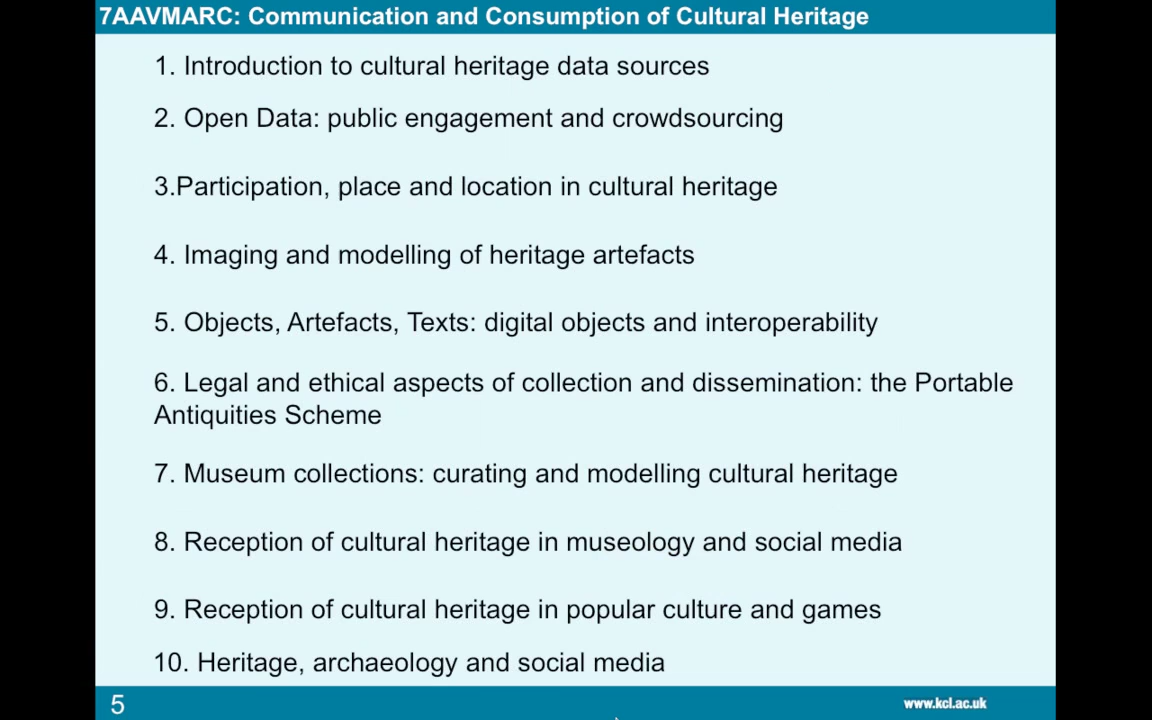 7AAVMARC: Communication and Consumption of Cultural Heritage
1. Introduction to cultural heritage data sources
2. Open Data: public engagement and crowdsourcing
3.Participation, place and location in cultural heritage
4. Imaging and modelling of heritage artefacts
5. Objects, Artefacts, Texts: digital objects and interoperability
6. Legal and ethical aspects of collection and dissemination: the Portable
Antiquities Scheme
7. Museum collections: curating and modelling cultural heritage
8. Reception of cultural heritage in museology and social media
9. Reception of cultural heritage in popular culture and games
10. Heritage, archaeology and social media
5
www.kcl.ac.uk